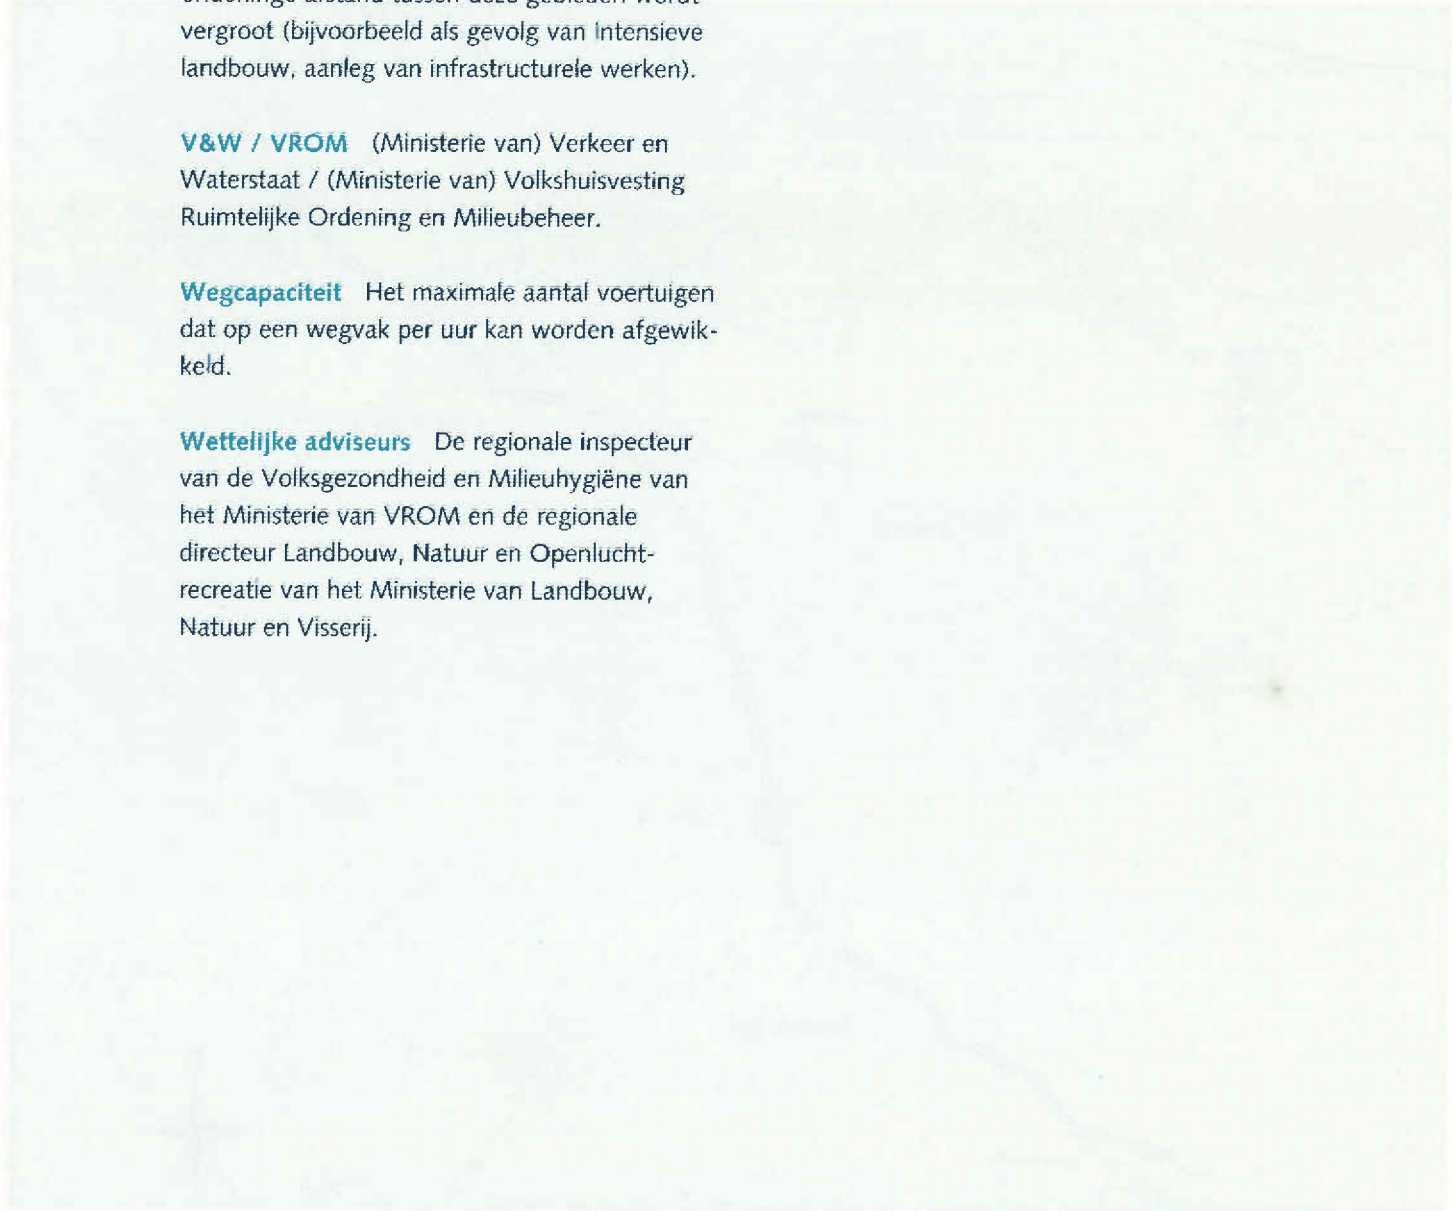 vergroot (bijvoorbeeld als gevolg van intensieve
landbouw, aanleg van infrastructurele werken).
V&W / VROM (Ministerie van) Verkeer en
Waterstaat / (Ministerie van) Volkshuisvesting
Ruimtelijke Ordening en Milieubeheer.
Wegcapaciteit Het maximale aantal voertuigen
dat op een wegvak per uur kan worden afgewik-
keld.
Wettelijke adviseurs De regionale inspecteur
van de Volksgezondheid en Milieuhygiëne van
het Ministerie van VROM en de regionale
directeur Landbouw, Natuur en Openlucht-
recreatie van het Ministerie van Landbouw,
Natuur en Visserij.